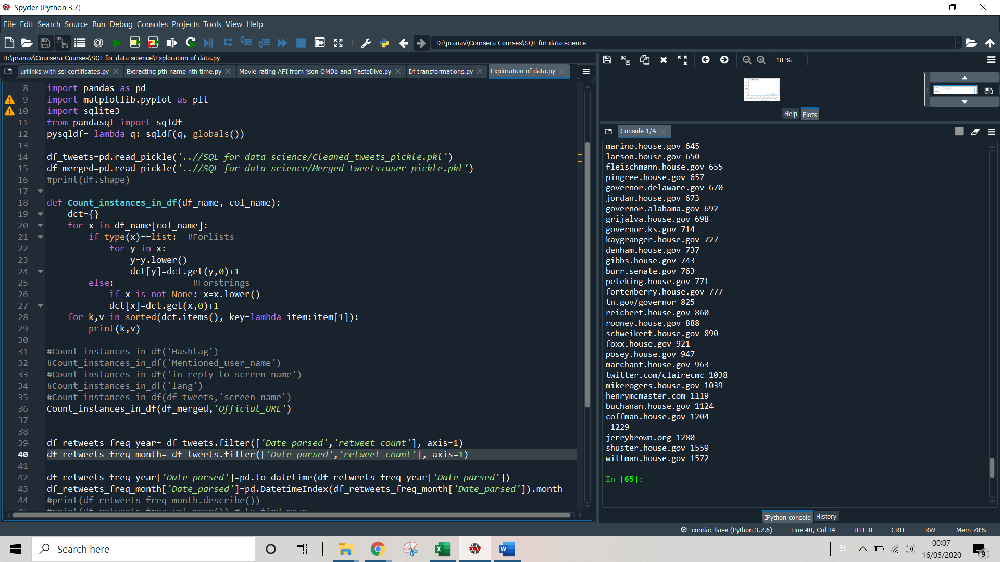 Spyder (Python 3.7)
File Edit Search Source Run Debug Consoles Projects Tools View Help
D:\pranav\Coursera Courses\SQL for data science
D:\pranav\Coursera Courses\SQL for data science\Exploration of data.py
urllinks with ssl certificates.py Extracting pth name nth time.py Movie rating API from json OMDb and TasteDive.py Df transformations.py Exploration of data.py
8 import pandas as pd
9 import matplotlib.pyplot as plt
10 import sqlite3
11 from pandasql import sqldf
12 pysqldf= lambda q: sqldf(q, globals())
13
14 df_tweets=pd.read_pickle('..//SQL for data science/Cleaned_tweets_pickle.pkl')
15 df_merged=pd.read_pickle('..//SQL for data science/Merged_tweets+user_pickle.pkl')
16 #print(df.shape)
17
18 def Count_instances_in_df(df_name, col_name):
19 dct={}
20 for x in df_name[col_name]:
21 if type(x)==list: #Forlists
22 for y in x:
23 y=y.lower()
24 dct[y]=dct.get(y,0)+1
25 else: #Forstrings
26 if x is not None: x=x.lower()
27 dct[x]=dct.get(x,0)+1
28 for k,v in sorted(dct.items(), key=lambda item:item[1]):
29 print(k,v)
30
31 #Count_instances_in_df('Hashtag')
32 #Count_instances_in_df('Mentioned_user_name')
33 #Count_instances_in_df('in_reply_to_screen_name')
34 #Count_instances_in_df('lang')
35 #Count_instances_in_df(df_tweets,'screen_name')
36 Count_instances_in_df(df_merged,'Official_URL')
37
38
39 df_retweets_freq_year= df_tweets.filter(['Date_parsed','retweet_count'], axis=1)
40 df_retweets_freq_month= df_tweets.filter(['Date_parsed','retweet_count'], axis=1)
41
42 df_retweets_freq_year['Date_parsed']=pd.to_datetime(df_retweets_freq_year['Date_parsed'])
43 df_retweets_freq_month['Date_parsed']=pd.DatetimeIndex(df_retweets_freq_month['Date_parsed']).month
44 #print(df_retweets_freq_month.describe())
18 %
Help Plots
Console 1/A
marino.house.gov 645
larson.house.gov 650
fleischmann.house.gov 655
pingree.house.gov 657
governor.delaware.gov 670
jordan.house.gov 673
governor.alabama.gov 692
grijalva.house.gov 698
governor.ks.gov 714
kaygranger.house.gov 727
denham.house.gov 737
gibbs.house.gov 743
burr.senate.gov 763
peteking.house.gov 771
fortenberry.house.gov 777
tn.gov/governor 825
reichert.house.gov 860
rooney.house.gov 888
schweikert.house.gov 890
foxx.house.gov 921
posey.house.gov 947
marchant.house.gov 963
twitter.com/clairecmc 1038
mikerogers.house.gov 1039
henrymcmaster.com 1119
buchanan.house.gov 1124
coffman.house.gov 1204
1229
jerrybrown.org 1280
shuster.house.gov 1559
wittman.house.gov 1572
In [65]:
IPython console History
conda: base (Python 3.7.6) Line 40, Col 34 UTF-8 CRLF RW Mem 78%
Search here
EN
00:07
16/05/2020
9